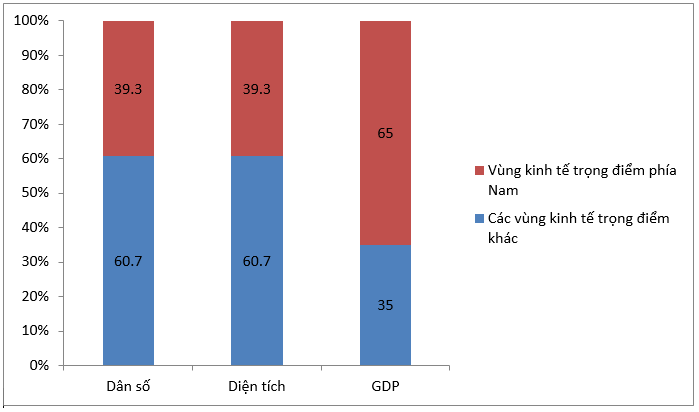 100%
90%
80%
70%
60%
50%
40%
30%
20%
10%
0%
39.3
39.3
65
60.7
60.7
35
Dân số
Diện tích
GDP
Vùng kinh tế trọng điểm phía
Nam
Các vùng kinh tế trọng điểm
khác